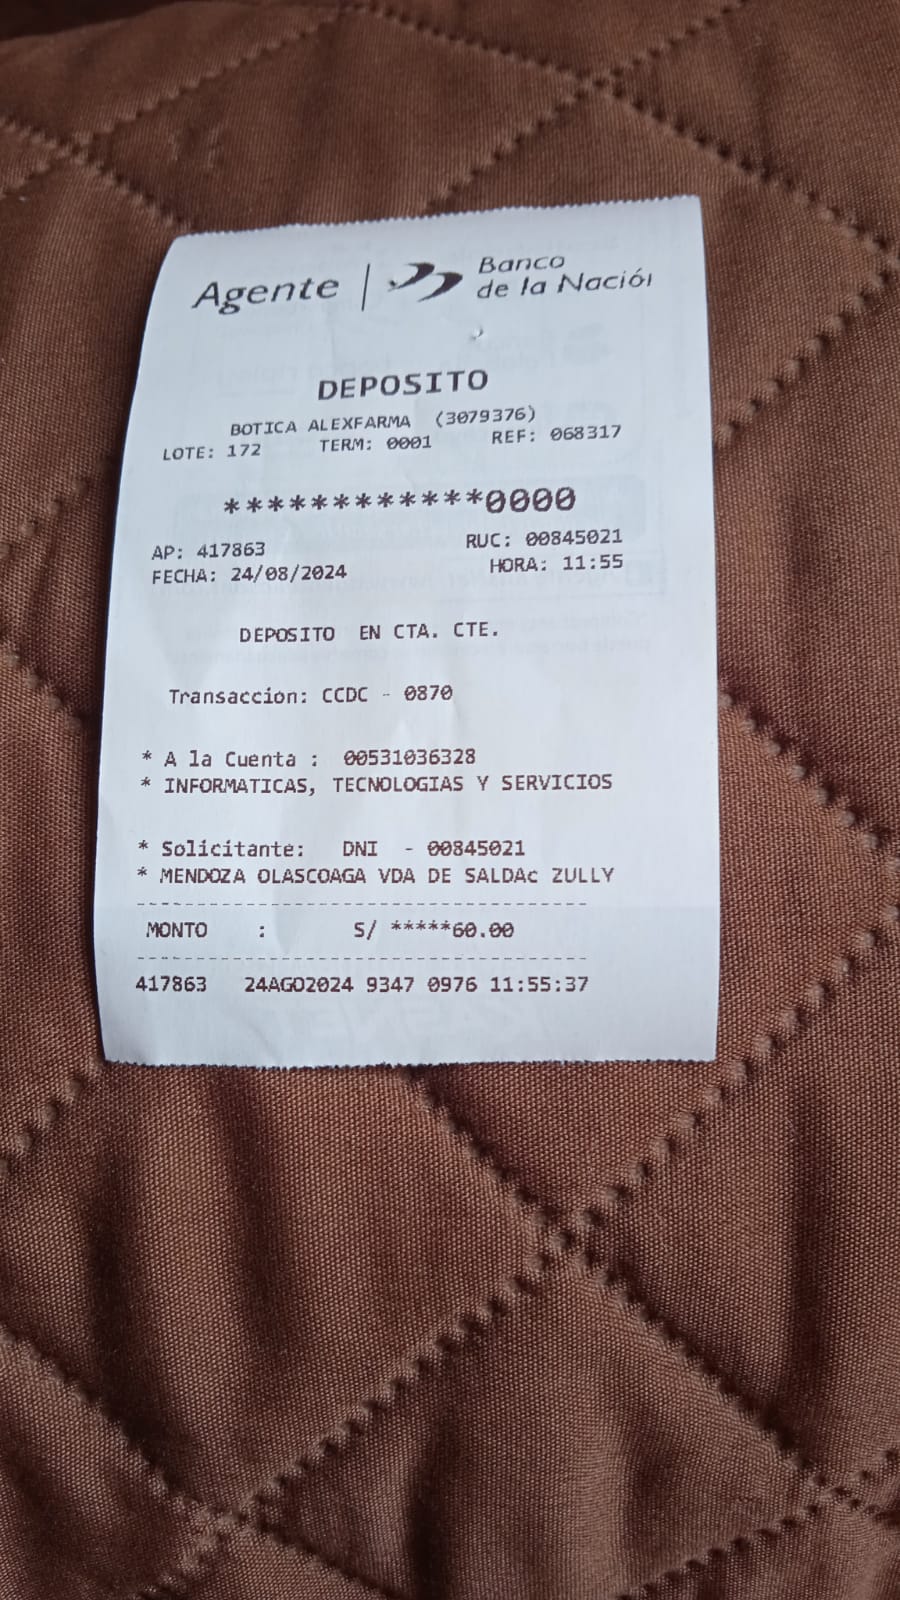 Agente | Banco
de la Nación
DEPOSITO
BOTICA ALEXFARMA (3079376)
LOTE: 172 TERM: 0001 REF: 068317
************0000
AP: 417863 RUC: 00845021
FECHA: 24/08/2024 HORA: 11:55
DEPOSITO EN CTA. CTE.
Transaccion: CCDC - 0870
* A la Cuenta : 00531036328
* INFORMATICAS, TECNOLOGIAS Y SERVICIOS
* Solicitante: DNI - 00845021
* MENDOZA OLASCOAGA VDA DE SALDAc ZULLY
MONTO : S/ *****60.00
417863 24AGO2024 9347 0976 11:55:37